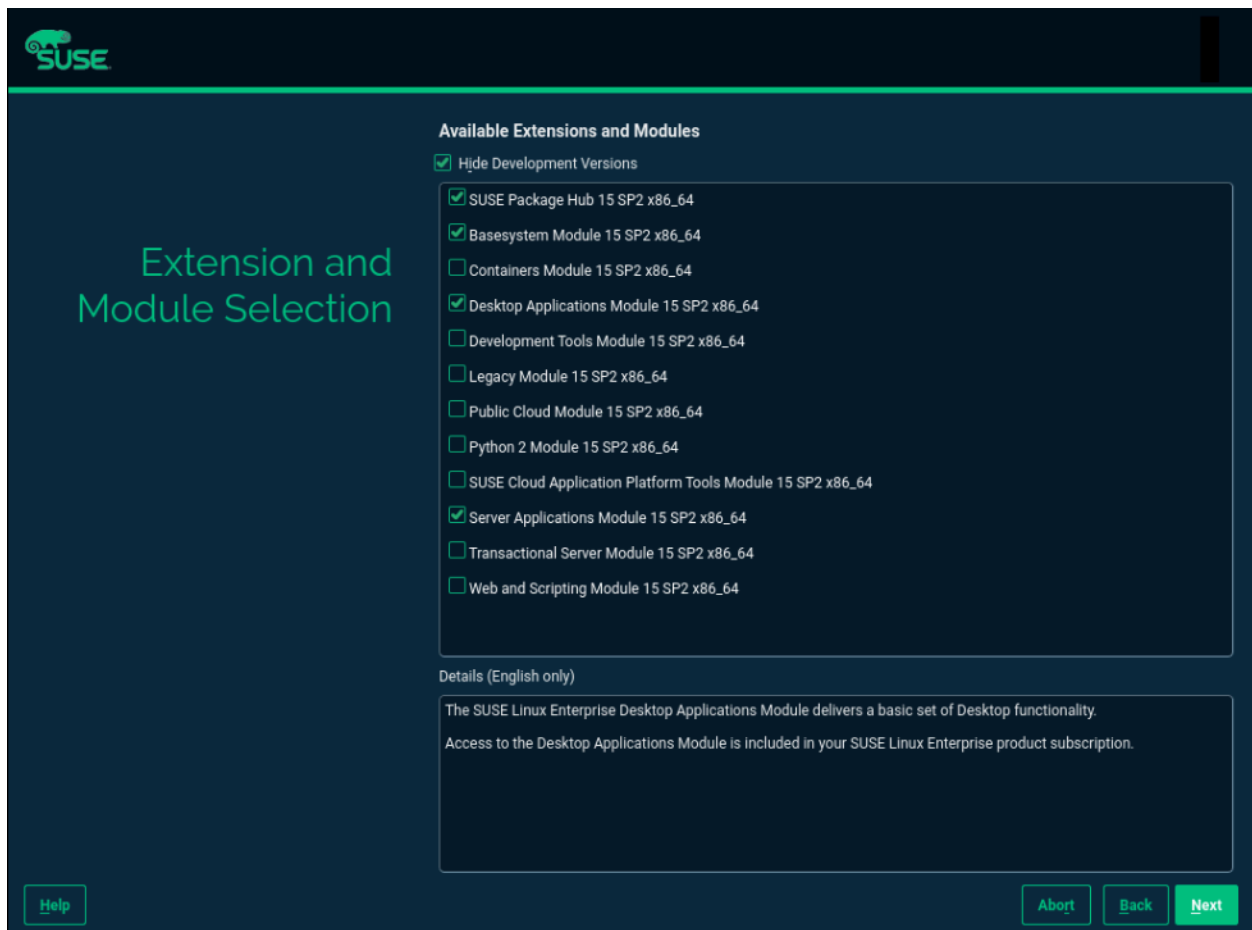 SUSE
Available Extensions and Modules
Hide Development Versions
Extension and
Module Selection
SUSE Package Hub 15 SP2 x86_64
Basesystem Module 15 SP2 x86_64
Containers Module 15 SP2 x86_64
Desktop Applications Module 15 SP2 x86_64
Development Tools Module 15 SP2 x86_64
Legacy Module 15 SP2 x86_64
Public Cloud Module 15 SP2 x86_64
Python 2 Module 15 SP2 x86_64
SUSE Cloud Application Platform Tools Module 15 SP2 x86_64
Server Applications Module 15 SP2 x86_64
Transactional Server Module 15 SP2 x86_64
Web and Scripting Module 15 SP2 x86_64
Details (English only)
The SUSE Linux Enterprise Desktop Applications Module delivers a basic set of Desktop functionality.
Access to the Desktop Applications Module is included in your SUSE Linux Enterprise product subscription.
Help
Abort
Back
Next